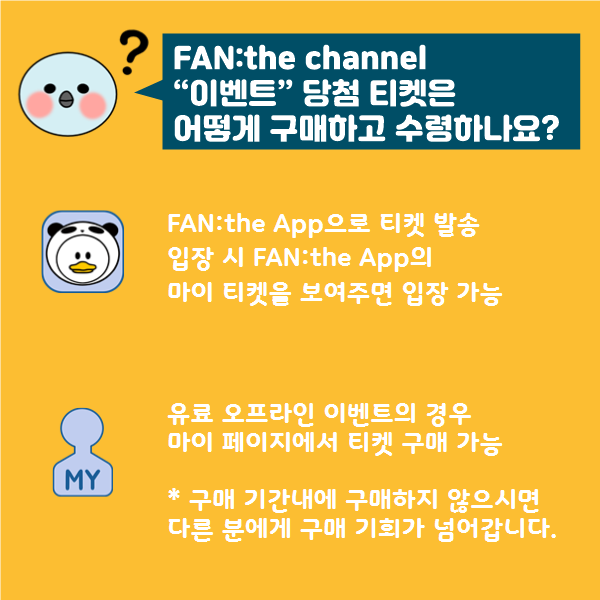 ?
FAN:the channel
“이벤트” 당첨 티켓은
어떻게 구매하고 수령하나요?
FAN:the App으로 티켓 발송
입장 시 FAN:the App의
마이 티켓을 보여주면 입장 가능
유료 오프라인 이벤트의 경우
마이 페이지에서 티켓 구매 가능
MY
* 구매 기간내에 구매하지 않으시면
다른 분에게 구매 기회가 넘어갑니다.